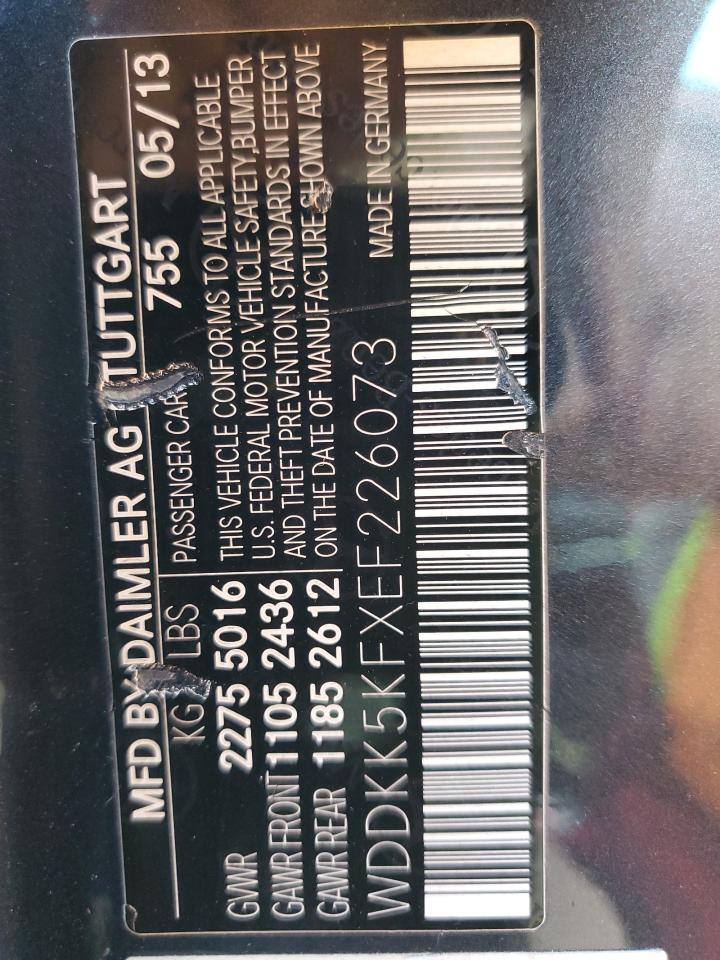 MFD BY DAIMLER AG STUTTGART
KG LBS PASSENGER CAR 755 05/13
GVWR 2275 5016
GAWR FRONT 1105 2436
GAWR REAR 1185 2612
THIS VEHICLE CONFORMS TO ALL APPLICABLE
U.S. FEDERAL MOTOR VEHICLE SAFETY,BUMPER
AND THEFT PREVENTION STANDARDS IN EFFECT
ON THE DATE OF MANUFACTURE SHOWN ABOVE
WDDKK5KFXEF226073 MADE IN GERMANY